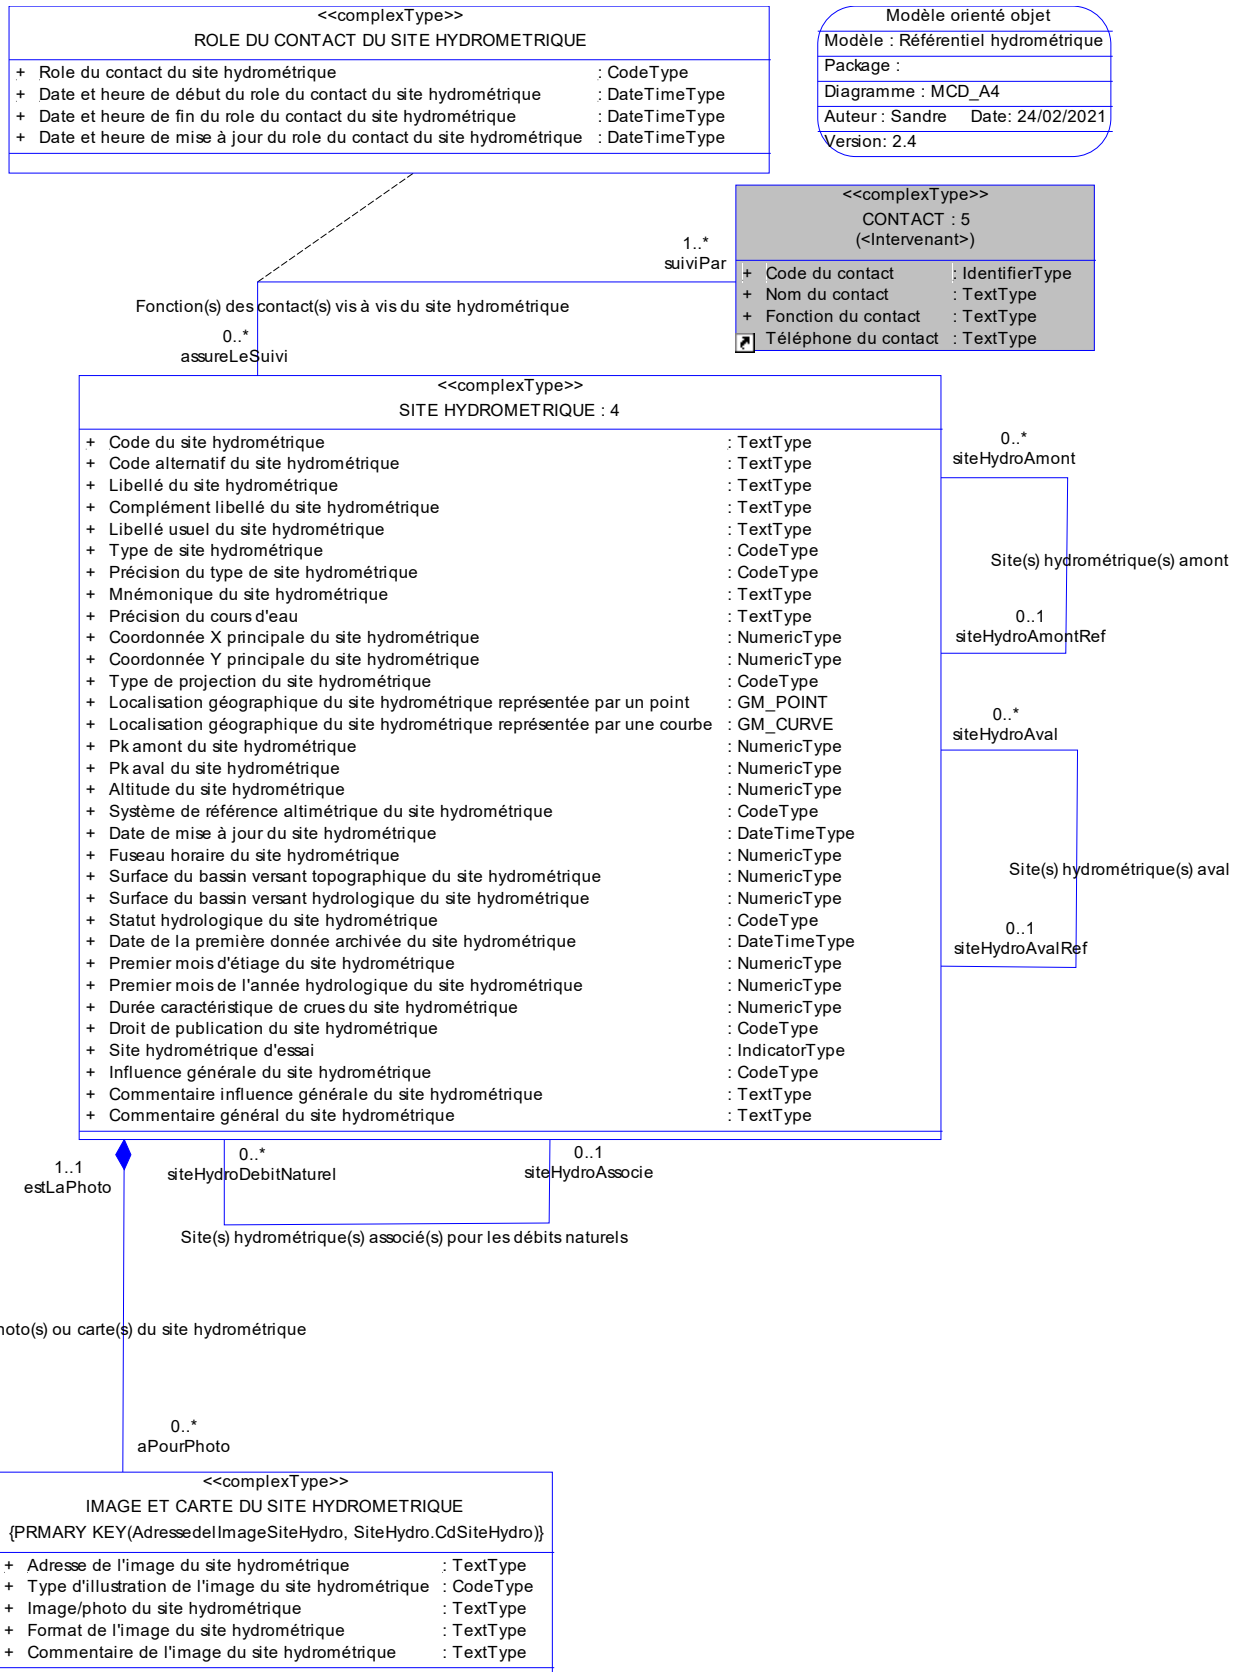 <<complexType>>
ROLE DU CONTACT DU SITE HYDROMETRIQUE
+ Role du contact du site hydrométrique : CodeType
+ Date et heure de début du role du contact du site hydrométrique : DateTimeType
+ Date et heure de fin du role du contact du site hydrométrique : DateTimeType
+ Date et heure de mise à jour du role du contact du site hydrométrique : DateTimeType
Modèle orienté objet
Modèle : Référentiel hydrométrique
Package :
Diagramme : MCD_A4
Auteur : Sandre Date: 24/02/2021
Version: 2.4
<<complexType>>
CONTACT : 5
(<Intervenant>)
+ Code du contact : IdentifierType
+ Nom du contact : TextType
+ Fonction du contact : TextType
Téléphone du contact : TextType
1..*
suiviPar
Fonction(s) des contact(s) vis à vis du site hydrométrique
0..*
assureLeSuivi
<<complexType>>
SITE HYDROMETRIQUE : 4
+ Code du site hydrométrique : TextType
+ Code alternatif du site hydrométrique : TextType
+ Libellé du site hydrométrique : TextType
+ Complément libellé du site hydrométrique : TextType
+ Libellé usuel du site hydrométrique : TextType
+ Type de site hydrométrique : CodeType
+ Précision du type de site hydrométrique : CodeType
+ Mnémonique du site hydrométrique : TextType
+ Précision du cours d'eau : TextType
+ Coordonnée X principale du site hydrométrique : NumericType
+ Coordonnée Y principale du site hydrométrique : NumericType
+ Type de projection du site hydrométrique : CodeType
+ Localisation géographique du site hydrométrique représentée par un point : GM_POINT
+ Localisation géographique du site hydrométrique représentée par une courbe : GM_CURVE
+ Pk amont du site hydrométrique : NumericType
+ Pk aval du site hydrométrique : NumericType
+ Altitude du site hydrométrique : NumericType
+ Système de référence altimétrique du site hydrométrique : CodeType
+ Date de mise à jour du site hydrométrique : DateTimeType
+ Fuseau horaire du site hydrométrique : NumericType
+ Surface du bassin versant topographique du site hydrométrique : NumericType
+ Surface du bassin versant hydrologique du site hydrométrique : NumericType
+ Statut hydrologique du site hydrométrique : CodeType
+ Date de la première donnée archivée du site hydrométrique : DateTimeType
+ Premier mois d'étiage du site hydrométrique : NumericType
+ Premier mois de l'année hydrologique du site hydrométrique : NumericType
+ Durée caractéristique de crues du site hydrométrique : NumericType
+ Droit de publication du site hydrométrique : CodeType
+ Site hydrométrique d'essai : IndicatorType
+ Influence générale du site hydrométrique : CodeType
+ Commentaire influence générale du site hydrométrique : TextType
+ Commentaire général du site hydrométrique : TextType
0..*
siteHydroAmont
Site(s) hydrométrique(s) amont
0..1
siteHydroAmontRef
0..*
siteHydroAval
Site(s) hydrométrique(s) aval
0..1
siteHydroAvalRef
1..1
estLaPhoto
0..*
siteHydroDebitNaturel
0..1
siteHydroAssocie
Site(s) hydrométrique(s) associé(s) pour les débits naturels
hoto(s) ou carte(s) du site hydrométrique
0..*
aPourPhoto
<<complexType>>
IMAGE ET CARTE DU SITE HYDROMETRIQUE
{PRMARY KEY(AdressedelImageSiteHydro, SiteHydro.CdSiteHydro)}
+ Adresse de l'image du site hydrométrique : TextType
+ Type d'illustration de l'image du site hydrométrique : CodeType
+ Image/photo du site hydrométrique : TextType
+ Format de l'image du site hydrométrique : TextType
+ Commentaire de l'image du site hydrométrique : TextType